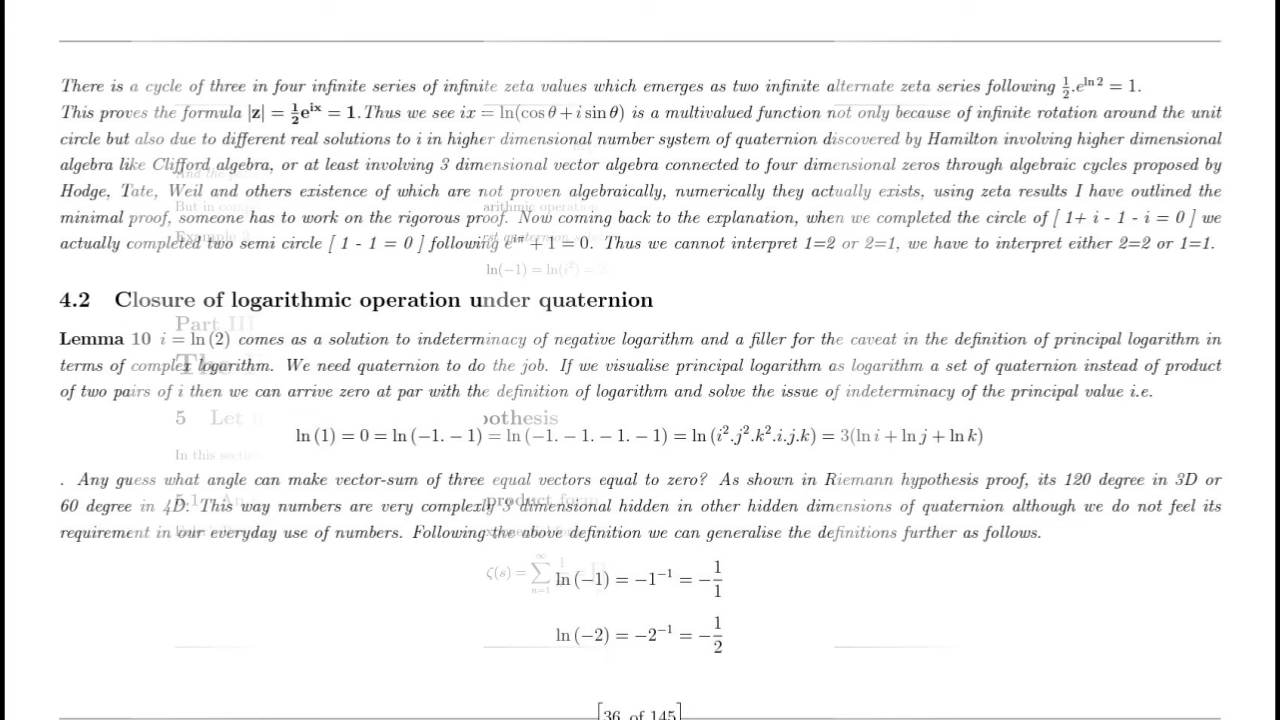 There is a cycle of three in four infinite series of infinite zeta values which emerges as two infinite alternate zeta series following 1/2.e^{ln 2} = 1.
This proves the formula |z| = 1/2e^{ix} = 1.Thus we see ix = ln(cos θ + i sin θ) is a multivalued function not only because of infinite rotation around the unit
circle but also due to different real solutions to i in higher dimensional number system of quaternion discovered by Hamilton involving higher dimensional
algebra like Clifford algebra, or at least involving 3 dimensional vector algebra connected to four dimensional zeros through algebraic cycles proposed by
Hodge, Tate, Weil and others existence of which are not proven algebraically, numerically they actually exists, using zeta results I have outlined the
minimal proof, someone has to work on the rigorous proof. Now coming back to the explanation, when we completed the circle of [ 1+ i - 1 - i = 0 ] we
actually completed two semi circle [ 1 - 1 = 0 ] following e^{iπ} + 1 = 0. Thus we cannot interpret 1=2 or 2=1, we have to interpret either 2=2 or 1=1.
ln(−1) = ln(i²) =
4.2 Closure of logarithmic operation under quaternion
Part III
Lemma 10 i = ln (2) comes as a solution to indeterminacy of negative logarithm and a filler for the caveat in the definition of principal logarithm in
terms of complex logarithm. We need quaternion to do the job. If we visualise principal logarithm as logarithm a set of quaternion instead of product
of two pairs of i then we can arrive zero at par with the definition of logarithm and solve the issue of indeterminacy of the principal value i.e.
5 Let
ln (1) = 0 = ln (−1. − 1) = ln (−1. − 1. − 1. − 1) = ln (i².j².k².i.j.k) = 3(ln i + ln j + ln k)
In this
. Any guess what angle can make vector-sum of three equal vectors equal to zero? As shown in Riemann hypothesis proof, its 120 degree in 3D or
60 degree in 4D. This way numbers are very complexly 3 dimensional hidden in other hidden dimensions of quaternion although we do not feel its
requirement in our everyday use of numbers. Following the above definition we can generalise the definitions further as follows.
ζ(s) = ∑_{n=1}^{∞}
ln (−1) = −1^{−1} = −1/1
ln (−2) = −2^{−1} = −1/2
[36 of 145]